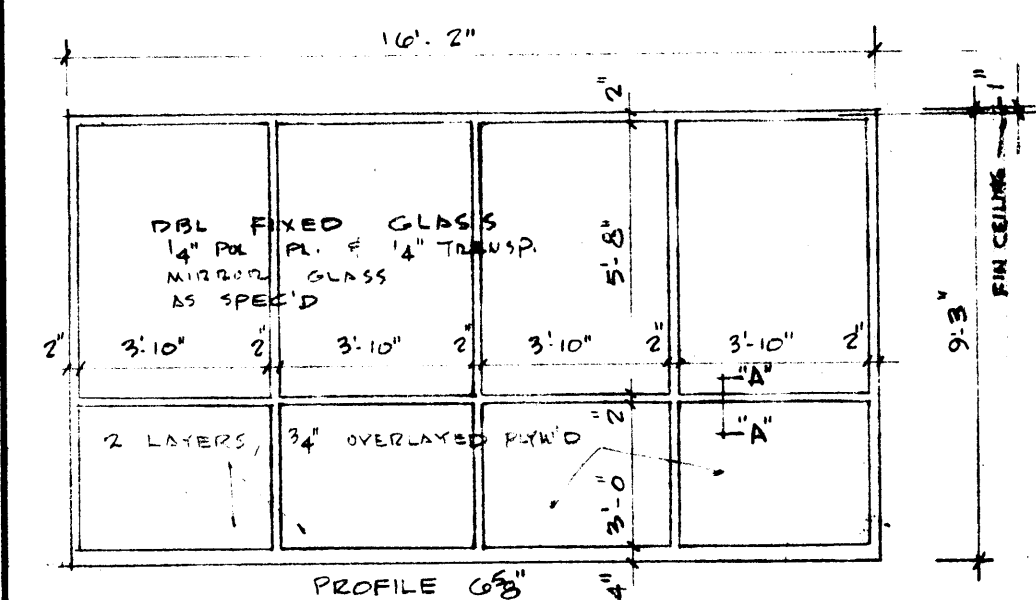 16'-2"
2"
1"
FIN CEILING
DBL FIXED GLASS
1/4" POL PL. & 1/4" TRANSP.
MIRROR GLASS
AS SPEC'D
5'-8"
9'-3"
2" 3'-10" 2" 3'-10" 2" 3'-10" 2" 3'-10" 2"
"A"
"A"
2"
2 LAYERS, 3/4" OVERLAYED PLYW'D
3'-0"
4"
PROFILE 6 5/8"